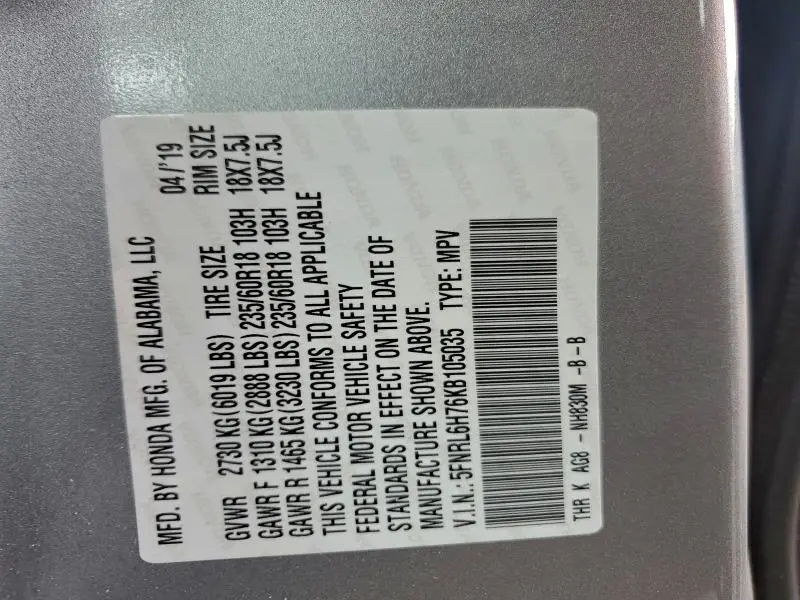 MFD. BY HONDA MFG. OF ALABAMA, LLC 04/'19
GVWR 2730 KG (6019 LBS) TIRE SIZE RIM SIZE
GAWR F 1310 KG (2888 LBS) 235/60R18 103H 18X7.5J
GAWR R 1465 KG (3230 LBS) 235/60R18 103H 18X7.5J
THIS VEHICLE CONFORMS TO ALL APPLICABLE
FEDERAL MOTOR VEHICLE SAFETY
STANDARDS IN EFFECT ON THE DATE OF
MANUFACTURE SHOWN ABOVE.
V.I.N.: 5FNRL6H76KB105035 TYPE: MPV
THR K AG8 - NH830M -B-B